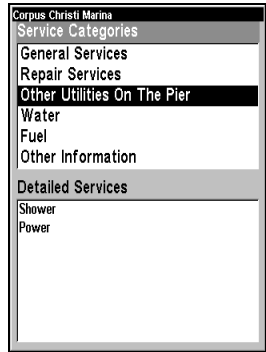 Corpus Christi Marina
Service Categories
General Services
Repair Services
Other Utilities On The Pier
Water
Fuel
Other Information
Detailed Services
Shower
Power